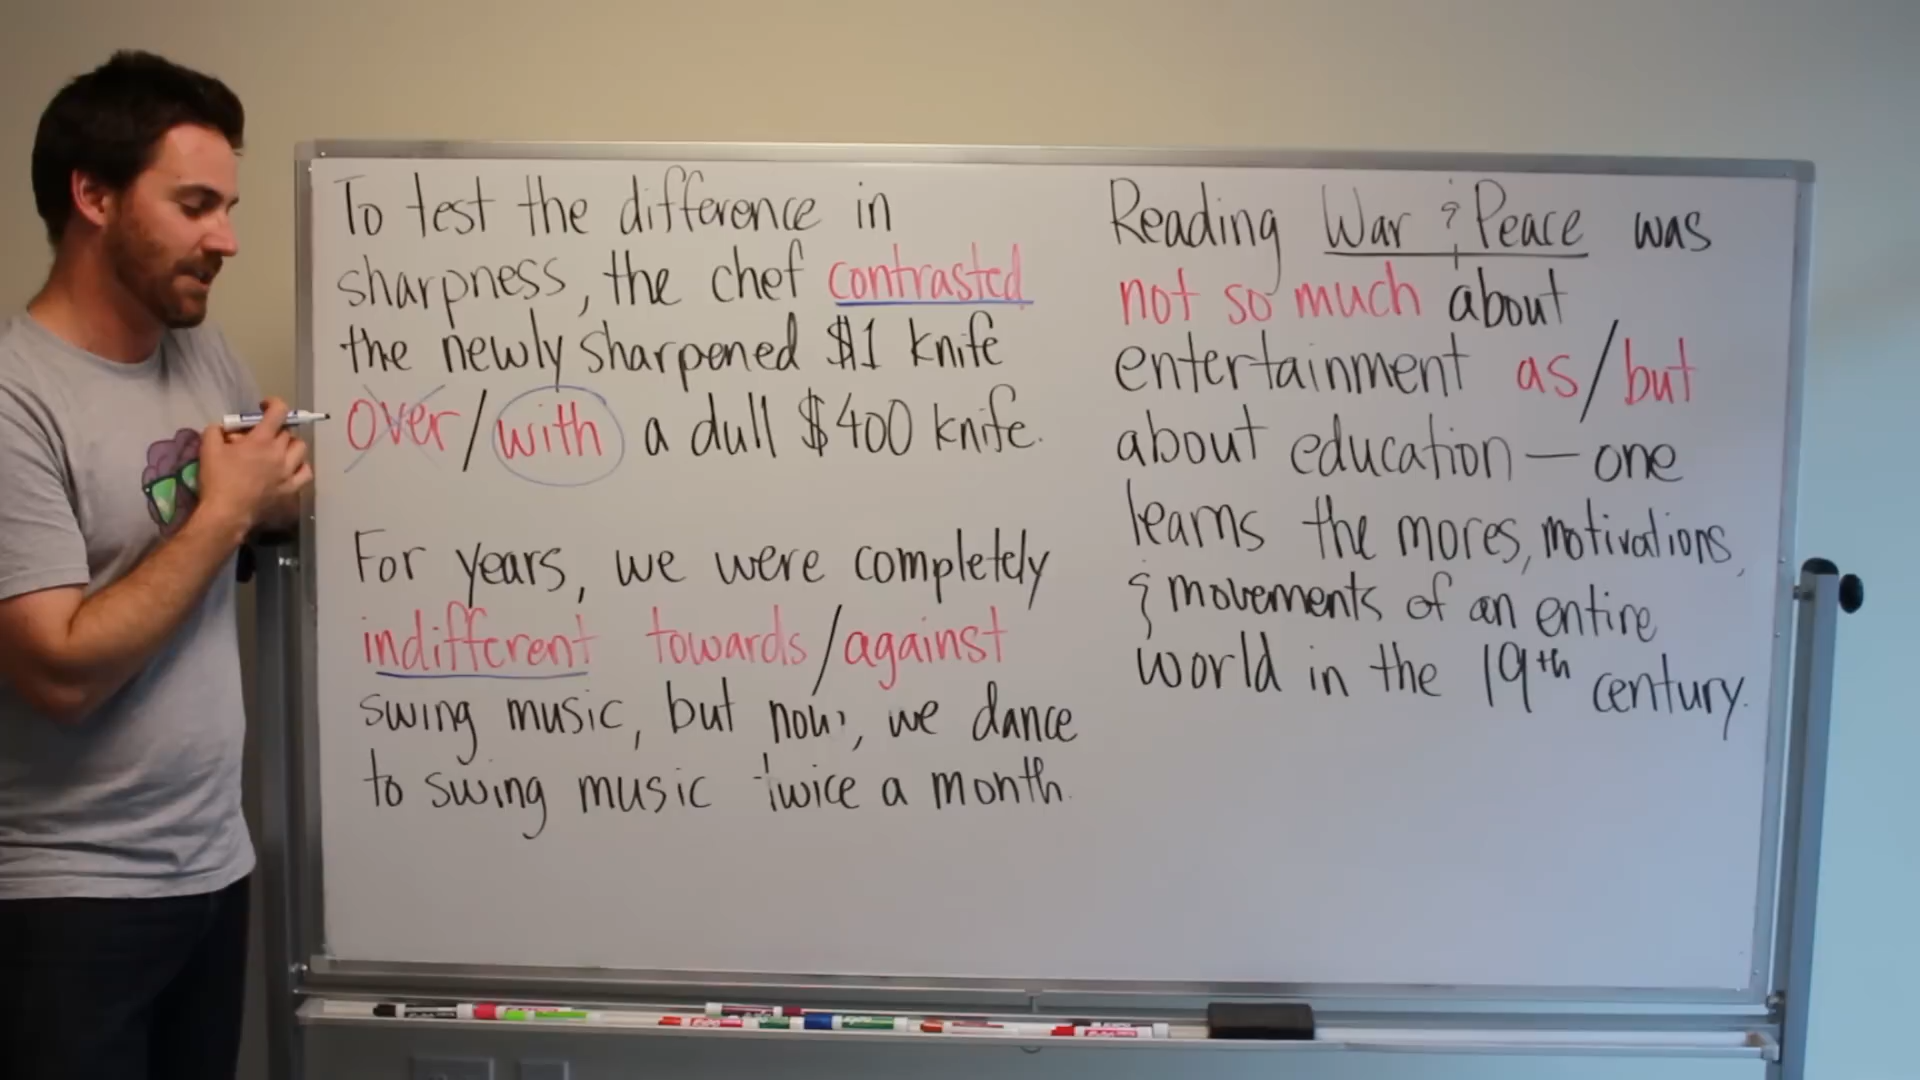 To test the difference in
sharpness, the chef contrasted
the newly sharpened $1 knife
over/with a dull $400 knife.
For years, we were completely
indifferent towards/against
swing music, but now, we dance
to swing music twice a month.
Reading War & Peace was
not so much about
entertainment as/but
about education — one
learns the mores, motivations,
& movements of an entire
world in the 19th century.